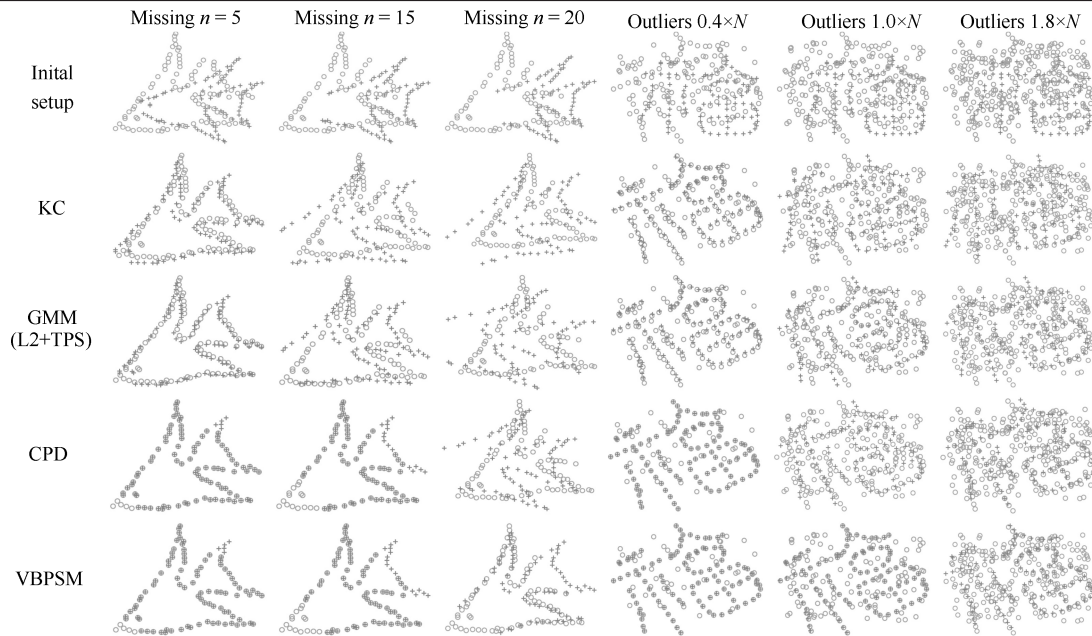 Missing n = 5 Missing n = 15 Missing n = 20 Outliers 0.4×N Outliers 1.0×N Outliers 1.8×N
Inital
setup
KC
GMM
(L2+TPS)
CPD
VBPSM